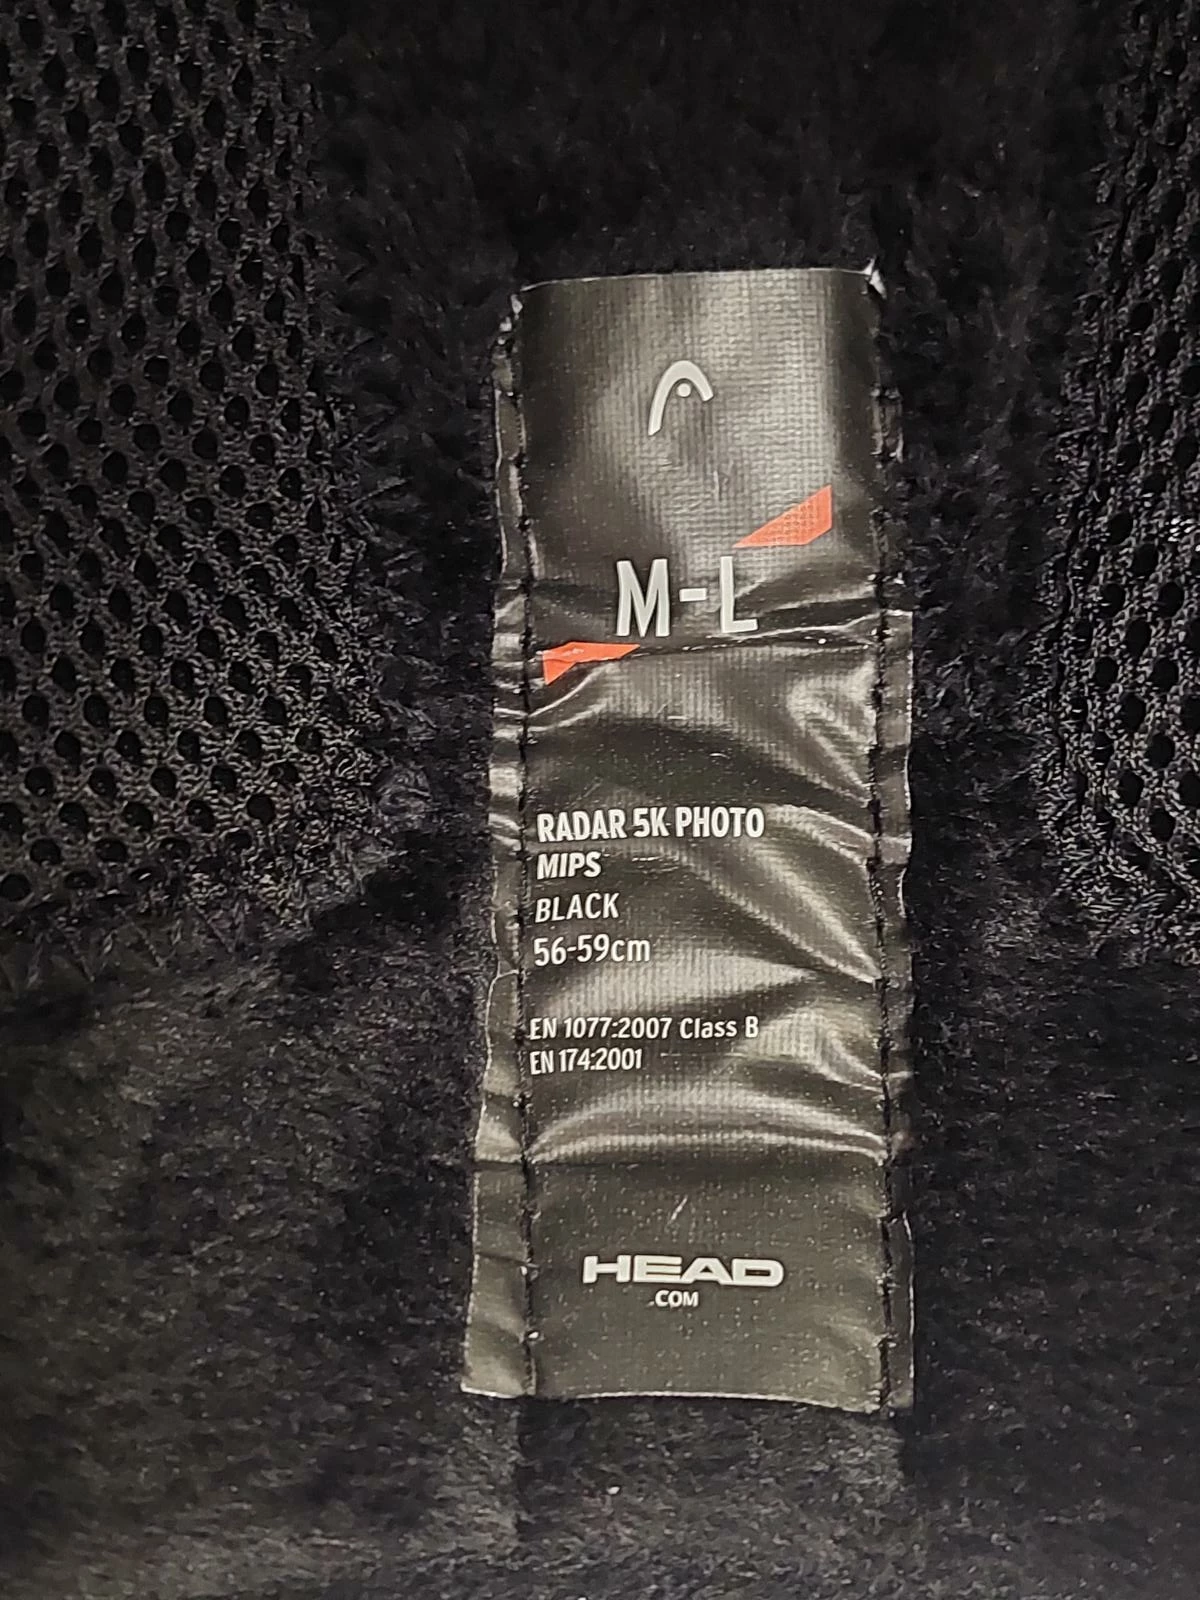 M-L
RADAR 5K PHOTO
MIPS
BLACK
56-59cm
EN 1077:2007 Class B
EN 174:2001
HEAD
.COM